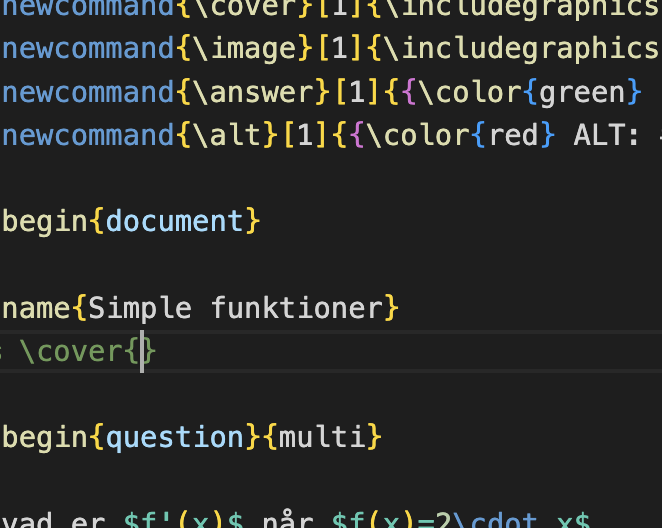 newcommand{\cover}[1]{\includegraphics
newcommand{\image}[1]{\includegraphics
newcommand{\answer}[1]{{\color{green}
newcommand{\alt}[1]{{\color{red} ALT:
begin{document}
name{Simple funktioner}
\cover{}
begin{question}{multi}
vad er $f'(x)$ når $f(x)=2\cdot x$